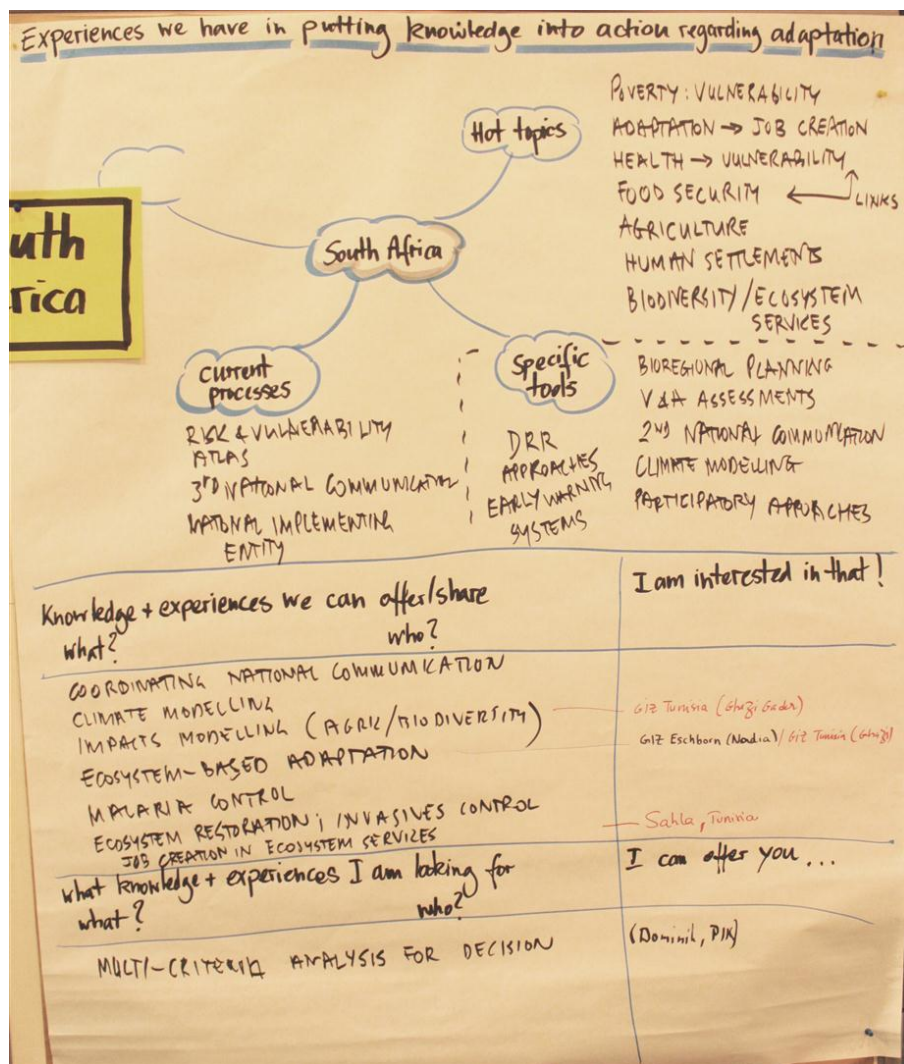 Experiences we have in putting knowledge into action regarding adaptation
Hot topics
POVERTY: VULNERABILITY
ADAPTATION → JOB CREATION
HEALTH → VULNERABILITY
FOOD SECURITY ← LINKS
AGRICULTURE
HUMAN SETTLEMENTS
BIODIVERSITY/ECOSYSTEM
SERVICES
uth
rica
South Africa
current
processes
RISK & VULNERABILITY
ATLAS
3RD NATIONAL COMMUNICATION
NATIONAL IMPLEMENTING
ENTITY
Specific
tools
DRR
APPROACHES
EARLY WARNING
SYSTEMS
BIOREGIONAL PLANNING
V&A ASSESSMENTS
2ND NATIONAL COMMUNICATION
CLIMATE MODELLING
PARTICIPATORY APPROACHES
Knowledge + experiences we can offer/share
what? who?
I am interested in that!
COORDINATING NATIONAL COMMUNICATION
CLIMATE MODELLING
IMPACTS MODELLING (AGRIC/BIODIVERSITY)
GIZ Tunisia (Ghazi Gader)
ECOSYSTEM-BASED ADAPTATION
GIZ Eschborn (Nadia)/GIZ Tunisia (Ghazi)
MALARIA CONTROL
ECOSYSTEM RESTORATION; INVASIVES CONTROL
Sahla, Tunisia
JOB CREATION IN ECOSYSTEM SERVICES
what knowledge + experiences I am looking for
what? who?
I can offer you...
MULTI-CRITERIA ANALYSIS FOR DECISION
(Dominik, PIK)